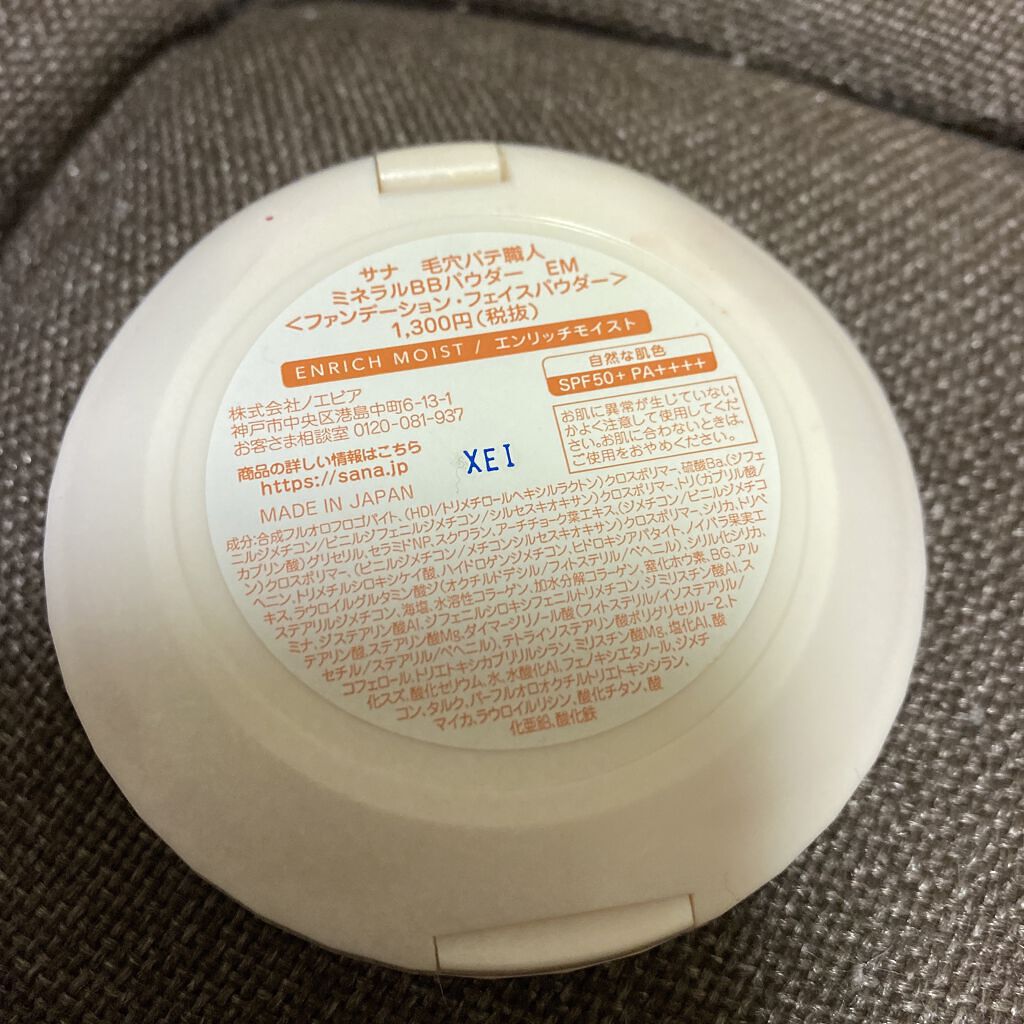 サナ 毛穴パテ職人
ミネラルBBパウダー EM
<ファンデーション・フェイスパウダー>
1,300円(税抜)
ENRICH MOIST / エンリッチモイスト
自然な肌色
SPF50+ PA++++
株式会社ノエビア
神戸市中央区港島中町6-13-1
お客さま相談室 0120-081-937
お肌に異常が生じていない
かよく注意して使用してくだ
さい。お肌に合わないときは、
ご使用をおやめください。
商品の詳しい情報はこちら
https://sana.jp
XEI
MADE IN JAPAN
成分:合成フルオロフロゴパイト、(HDI/トリメチロールヘキシルラクトン)クロスポリマー、硫酸Ba、(ジフェ
ニルジメチコン/ビニルジフェニルジメチコン/シルセスキオキサン)クロスポリマー、トリ(カプリル酸/
カプリン酸)グリセリル、セラミドNP、スクワラン、アーチチョーク葉エキス、(ジメチコン/ビニルジメチコ
ン)クロスポリマー、(ビニルジメチコン/メチコンシルセスキオキサン)クロスポリマー、シリカ、トリベ
ヘニン、トリメチルシロキシケイ酸、ハイドロゲンジメチコン、ヒドロキシアパタイト、ノイバラ果実エ
キス、ラウロイルグルタミン酸ジ(オクチルドデシル/フィトステリル/ベヘニル)、シリル化シリカ、
ステアリルジメチコン、海塩、水溶性コラーゲン、加水分解コラーゲン、窒化ホウ素、BG、アル
ミナ、ジステアリン酸Al、ジフェニルシロキシフェニルトリメチコン、ジミリスチン酸Al、ス
テアリン酸、ステアリン酸Mg、ダイマージリノール酸(フィトステリル/イソステアリル/
セチル/ステアリル/ベヘニル)、テトライソステアリン酸ポリグリセリル-2、ト
コフェロール、トリエトキシカプリリルシラン、ミリスチン酸Mg、塩化Al、酸
化スズ、酸化セリウム、水、水酸化Al、フェノキシエタノール、ジメチ
コン、タルク、パーフルオロオクチルトリエトキシシラン、
マイカ、ラウロイルリシン、酸化チタン、酸
化亜鉛、酸化鉄